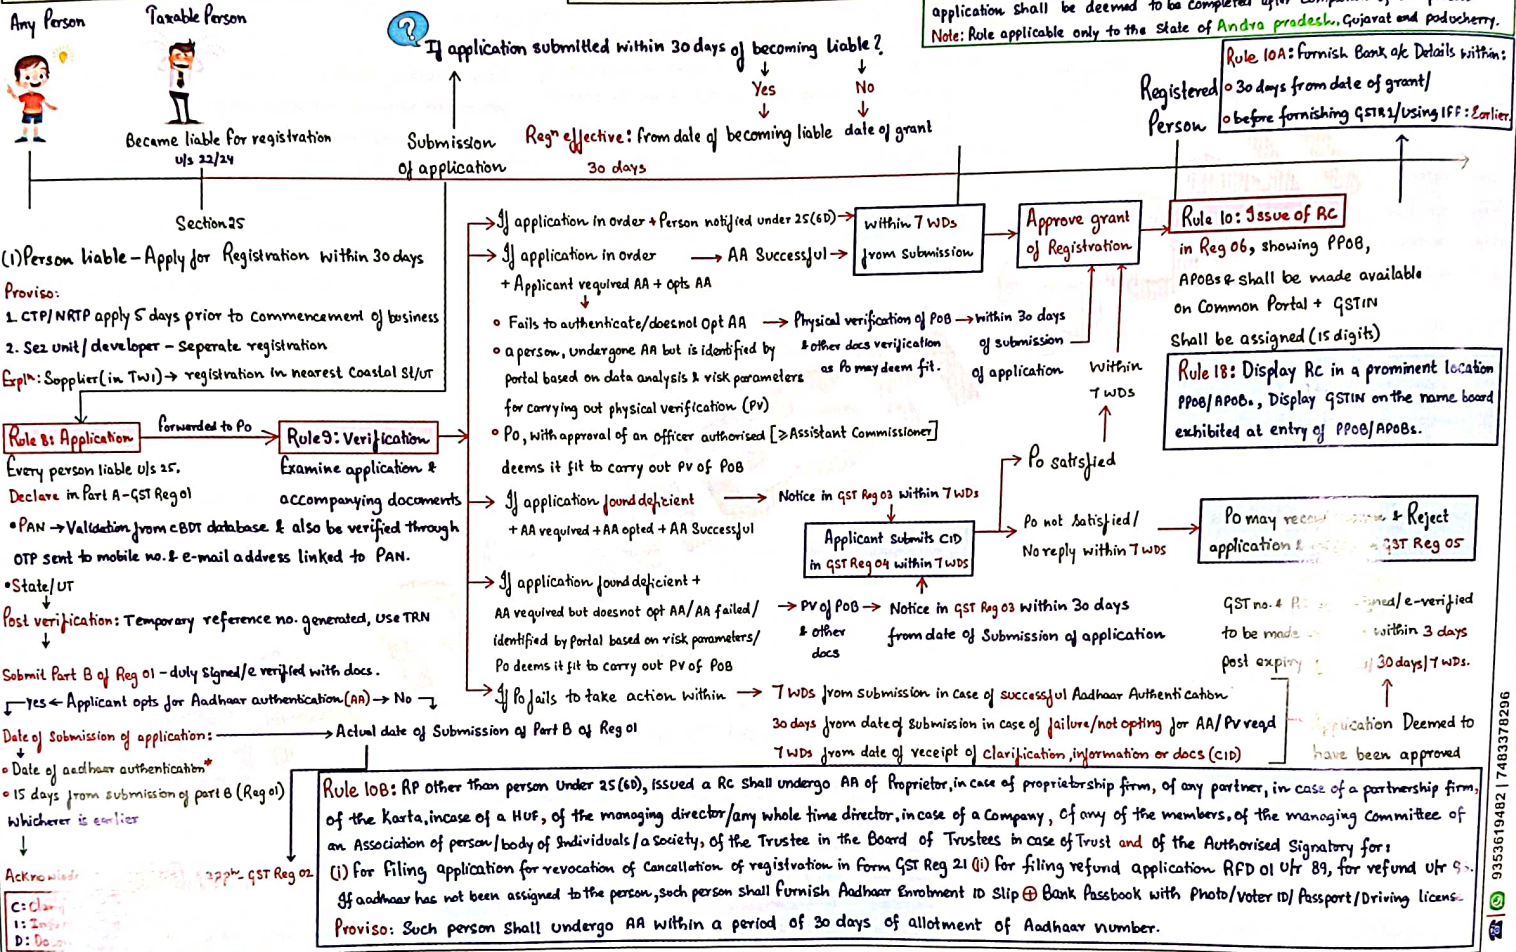 Any Person
Taxable Person
Became liable for registration
u/s 22/24
If application submitted within 30 days of becoming liable?
Yes
No
Regn effective: from date of becoming liable
date of grant
Submission
of application
30 days
application shall be deemed to be completed
Note: Rule applicable only to the State of Andra pradesh, Gujarat and puducherry.
Registered
Person
Rule 10A: Furnish Bank a/c Details within:
30 days from date of grant/
before furnishing GSTR1/using IFF: Earlier
Section 25
(1) Person liable - Apply for Registration within 30 days
Proviso:
1. CTP/NRTP apply 5 days prior to commencement of business
2. Sez unit/developer - Seperate registration
Expln: Supplier (in TW1) → registration in nearest Coastal St/UT
Rule 8: Application
forwarded to Po
Rule 9: Verification
Every person liable u/s 25.
Declare in Part A-GST Reg 01
•PAN → Validation from CBDT database & also be verified through
OTP sent to mobile no. & e-mail address linked to PAN.
•State/UT
Post verification: Temporary reference no. generated, use TRN
Submit Part B of Reg 01 - duly signed/e verified with docs.
Yes ← Applicant opts for Aadhaar authentication (AA) → No
Date of submission of application: → Actual date of Submission of Part B of Reg 01
• Date of aadhaar authentication*
• 15 days from submission of part B (Reg 01)
whicherer is earlier
GST Reg 02
C:
I:
D:
Examine application &
accompanying documents
If application in order + Person notified under 25(6D) →
If application in order → AA Successful →
+ Applicant required AA + opts AA
within 7 WDs
from submission
Approve grant
of Registration
Rule 10: Issue of RC
in Reg 06, showing PPOB,
APOBs & shall be made available
on Common Portal + GSTIN
Shall be assigned (15 digits)
Rule 18: Display RC in a prominent location
PPOB/APOBs, Display GSTIN on the name board
exhibited at entry of PPOB/APOBs.
• Fails to authenticate/doesnot opt AA → Physical verification of POB → within 30 days
& other docs verification
of submission
as Po may deem fit.
of application
• a person, undergone AA but is identified by
portal based on data analysis & risk parameters
for carrying out physical verification (PV)
• Po, with approval of an officer authorised [≥Assistant Commissioner]
deems it fit to carry out PV of POB
within
7 WDs
Po satisfied
If application found deficient → Notice in GST Reg 03 within 7 WDs
+ AA required + AA opted + AA Successful
Applicant submits CID
in GST Reg 04 within 7 WDs
Po not satisfied/
No reply within 7 WDs
Po may & Reject
application & GST Reg 05
If application found deficient +
AA required but doesnot opt AA/AA failed/
identified by Portal based on risk parameters/
Po deems it fit to carry out PV of POB
→ PV of POB → Notice in GST Reg 03 within 30 days
& other
docs
from date of Submission of application
GST no. & /e-verified
to be made within 3 days
post expiry 30 days/7 WDs.
Application Deemed to
have been approved
If Po fails to take action within → 7 WDs from submission in case of successful Aadhaar Authentication
30 days from date of submission in case of failure/not opting for AA/PV reqd
7 WDs from date of receipt of clarification, information or docs (CID)
Rule 10B: RP other than person under 25(6D), issued a RC shall undergo AA of Proprietor, in case of proprietorship firm, of any partner, in case of a partnership firm,
of the Karta, incase of a HUF, of the managing director/any whole time director, in case of a Company, of any of the members, of the managing Committee of
an Association of person/body of Individuals/a Society, of the Trustee in the Board of Trustees in case of Trust and of the Authorised Signatory for:
(i) for filing application for revocation of Cancellation of registration in form GST Reg 21 (ii) for filing refund application RFD 01 U/r 89, for refund U/r
If aadhaar has not been assigned to the person, such person shall furnish Aadhaar Enrolment ID Slip ⊕ Bank Passbook with Photo/Voter ID/Passport/Driving
Proviso: Such person shall undergo AA within a period of 30 days of allotment of Aadhaar number.
9353619482 | 7483378296